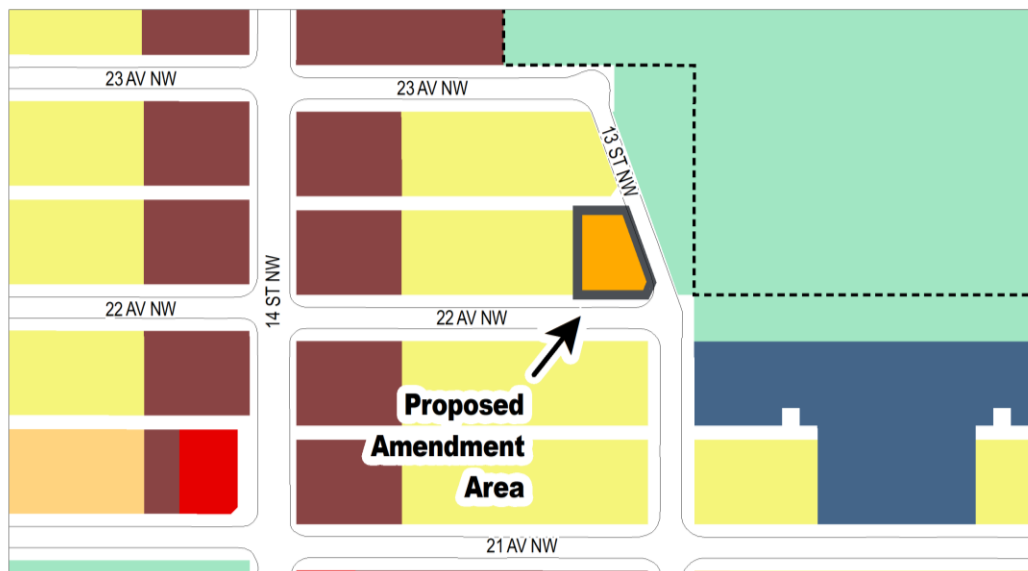 23 AV NW
23 AV NW
13 ST NW
14 ST NW
22 AV NW
22 AV NW
Proposed
Amendment
Area
21 AV NW